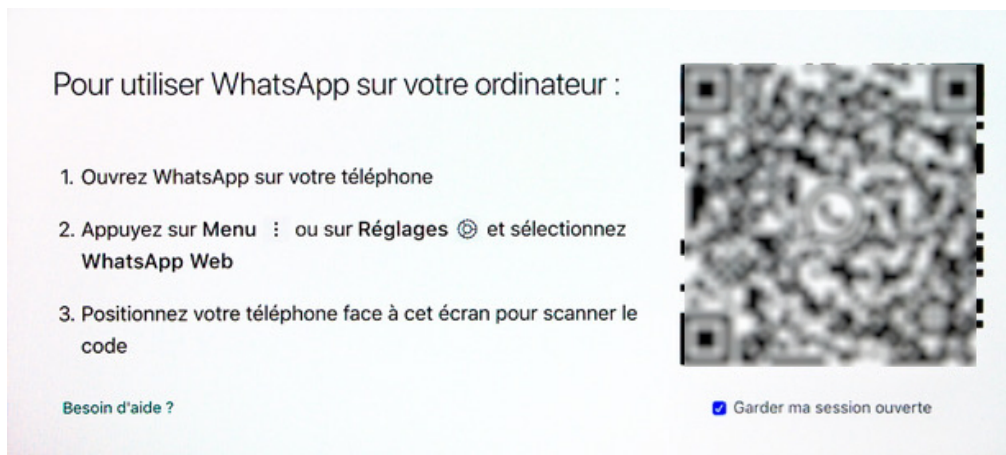 Pour utiliser WhatsApp sur votre ordinateur :
1. Ouvrez WhatsApp sur votre téléphone
2. Appuyez sur Menu ⋮ ou sur Réglages et sélectionnez
WhatsApp Web
3. Positionnez votre téléphone face à cet écran pour scanner le
code
Besoin d'aide ?
Garder ma session ouverte